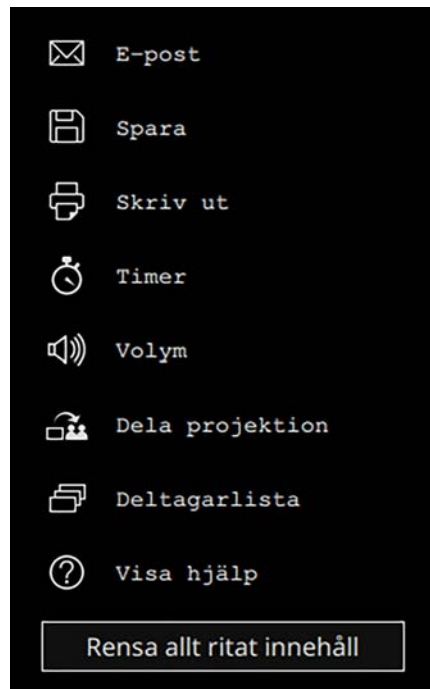 E-post
Spara
Skriv ut
Timer
Volym
Dela projektion
Deltagarlista
Visa hjälp
Rensa allt ritat innehåll